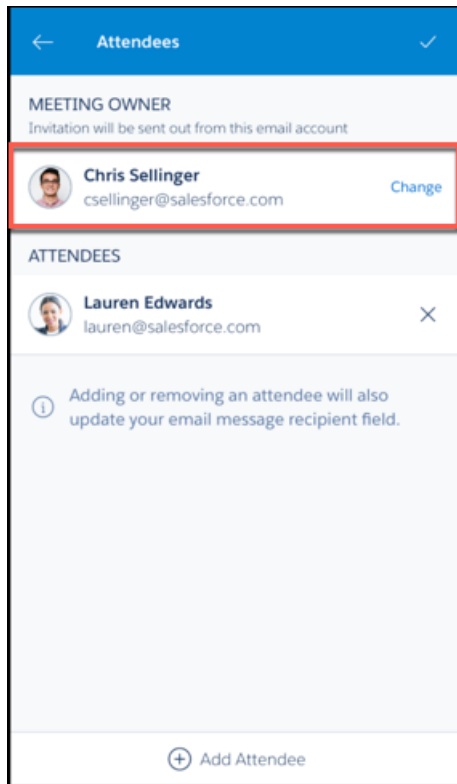 Attendees
MEETING OWNER
Invitation will be sent out from this email account
Chris Sellinger
csellinger@salesforce.com
Change
ATTENDEES
Lauren Edwards
lauren@salesforce.com
Adding or removing an attendee will also
update your email message recipient field.
Add Attendee